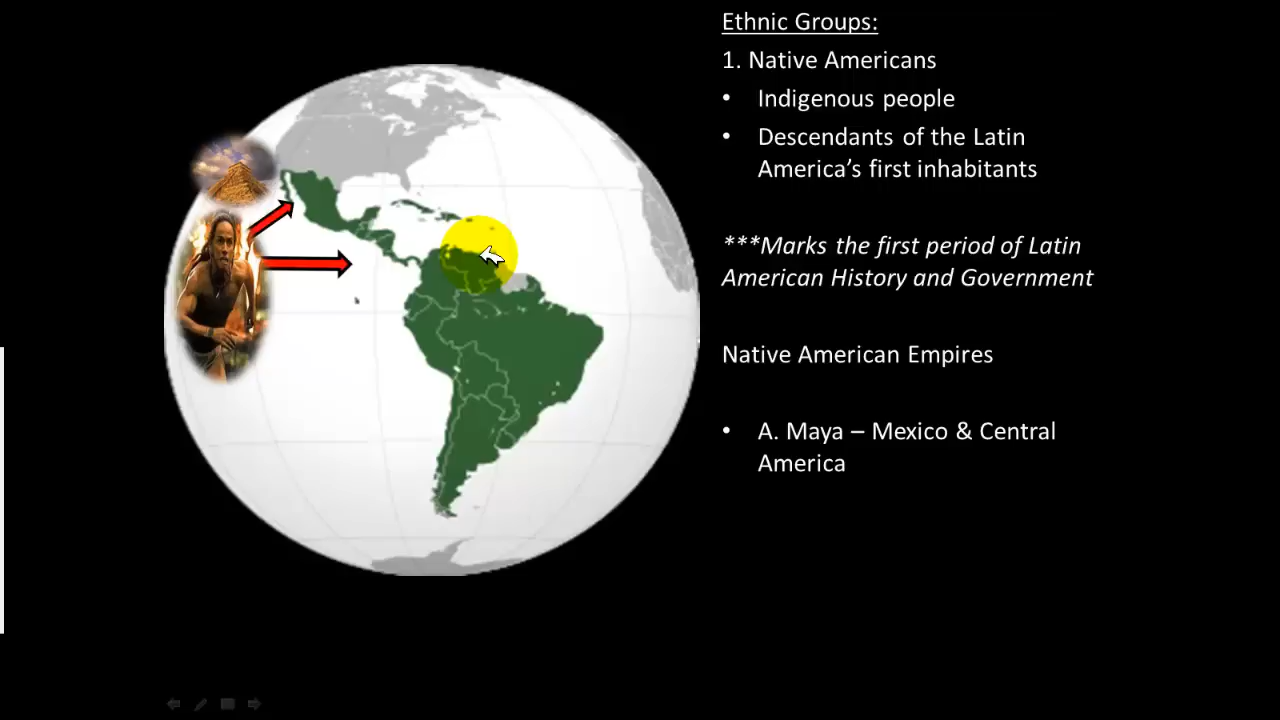 Ethnic Groups:
1. Native Americans
• Indigenous people
• Descendants of the Latin
America’s first inhabitants
***Marks the first period of Latin
American History and Government
Native American Empires
• A. Maya – Mexico & Central
America